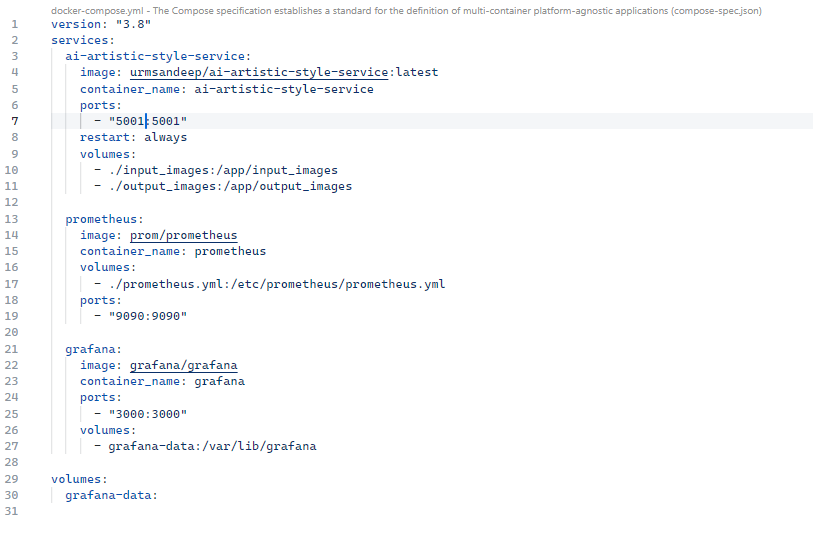 docker-compose.yml - The Compose specification establishes a standard for the definition of multi-container platform-agnostic applications (compose-spec.json)
1 version: "3.8"
2 services:
3   ai-artistic-style-service:
4     image: urmsandeep/ai-artistic-style-service:latest
5     container_name: ai-artistic-style-service
6     ports:
7       - "5001:5001"
8     restart: always
9     volumes:
10       - ./input_images:/app/input_images
11       - ./output_images:/app/output_images
12
13   prometheus:
14     image: prom/prometheus
15     container_name: prometheus
16     volumes:
17       - ./prometheus.yml:/etc/prometheus/prometheus.yml
18     ports:
19       - "9090:9090"
20
21   grafana:
22     image: grafana/grafana
23     container_name: grafana
24     ports:
25       - "3000:3000"
26     volumes:
27       - grafana-data:/var/lib/grafana
28
29 volumes:
30   grafana-data:
31